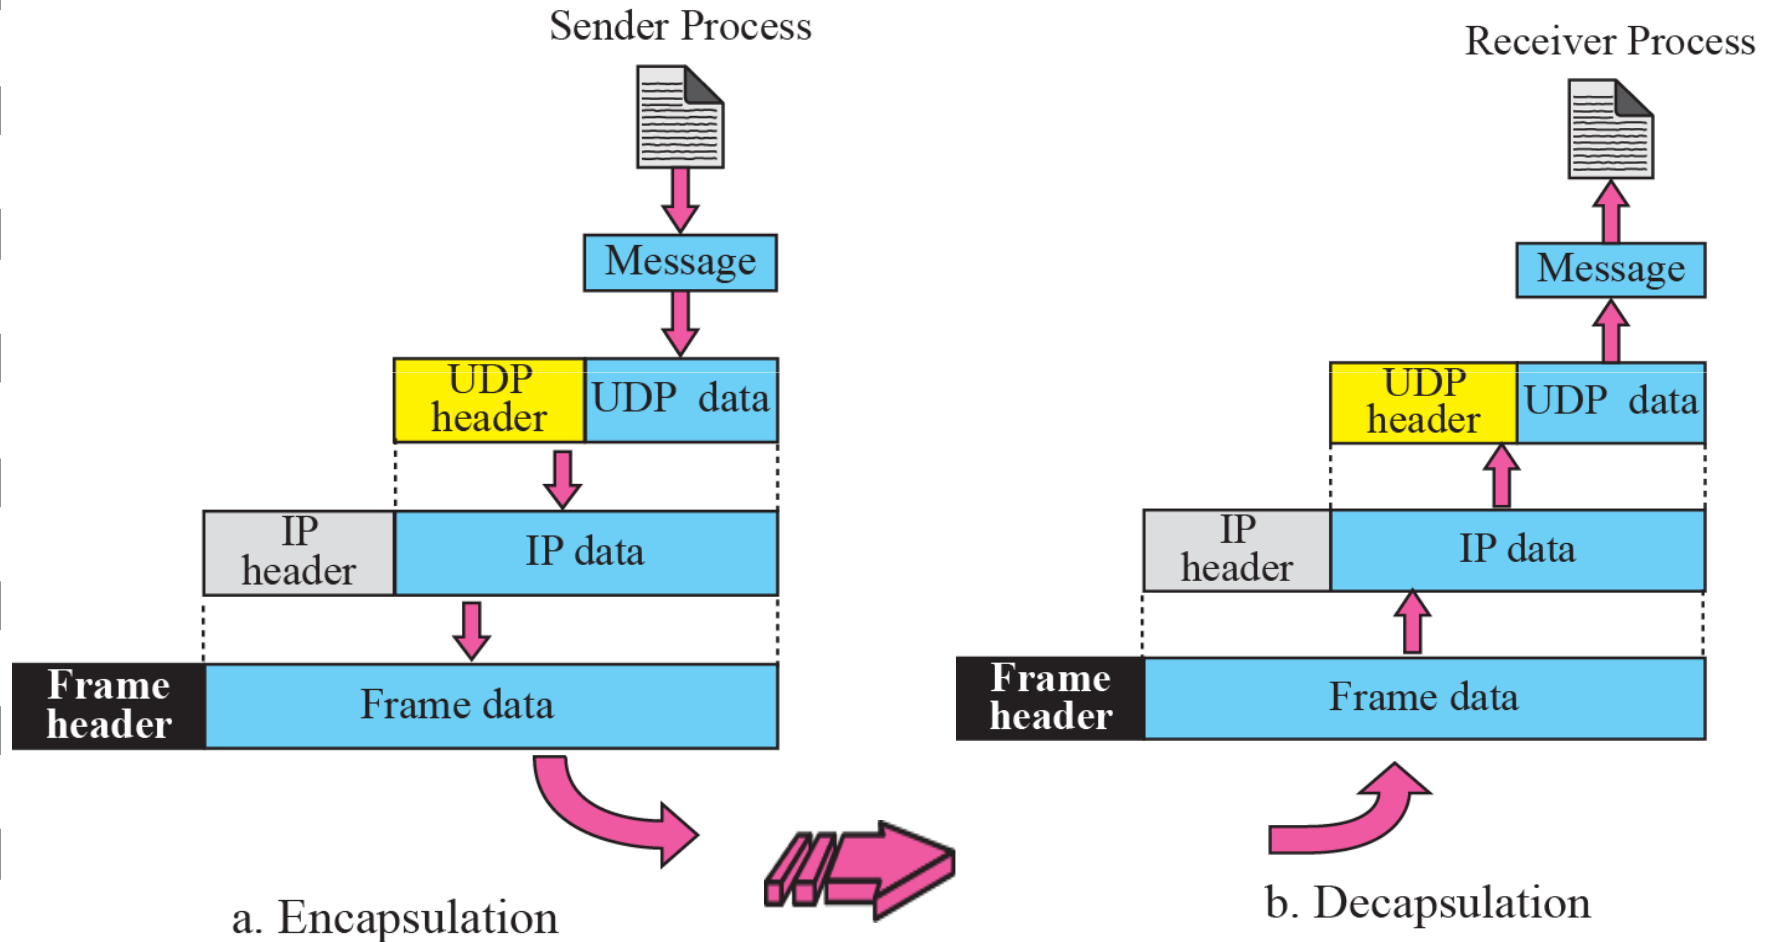 Sender Process
Message
UDP
header
UDP data
IP
header
IP data
Frame
header
Frame data
a. Encapsulation
Receiver Process
Message
UDP
header
UDP data
IP
header
IP data
Frame
header
Frame data
b. Decapsulation